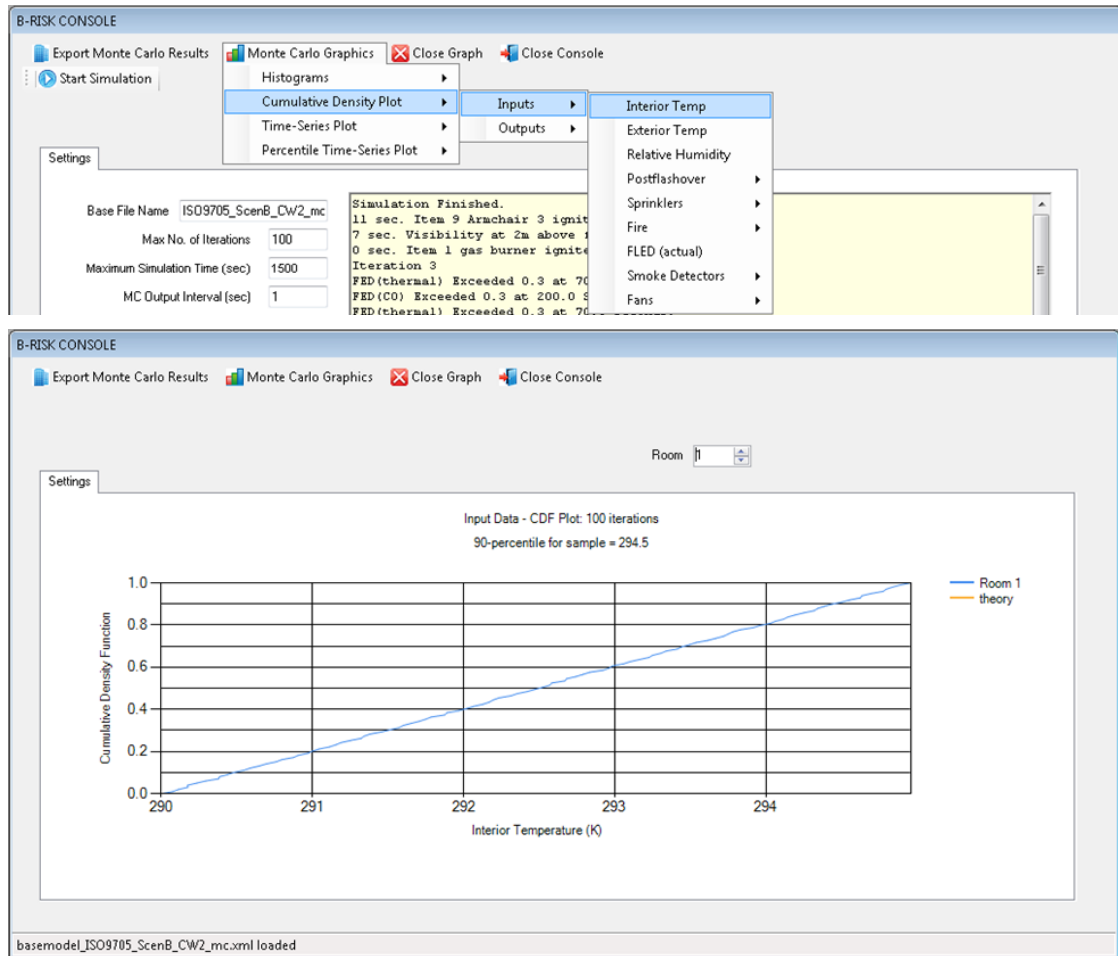 B-RISK CONSOLE
Export Monte Carlo Results Monte Carlo Graphics Close Graph Close Console
Start Simulation
Histograms
Cumulative Density Plot
Time-Series Plot
Percentile Time-Series Plot
Inputs
Outputs
Interior Temp
Exterior Temp
Relative Humidity
Postflashover
Sprinklers
Fire
FLED (actual)
Smoke Detectors
Fans
Settings
Base File Name ISO9705_ScenB_CW2_mc
Max No. of Iterations 100
Maximum Simulation Time (sec) 1500
MC Output Interval (sec) 1
Simulation Finished.
11 sec. Item 9 Armchair 3 ignit
7 sec. Visibility at 2m above
0 sec. Item 1 gas burner ignite
Iteration 3
FED(thermal) Exceeded 0.3 at 70
FED(CO) Exceeded 0.3 at 200.0 S
FED(thermal) Exceeded 0.3 at 70.0
B-RISK CONSOLE
Export Monte Carlo Results Monte Carlo Graphics Close Graph Close Console
Room 1
Settings
Input Data - CDF Plot: 100 iterations
90-percentile for sample = 294.5
Room 1
theory
Cumulative Density Function
1.0
0.8
0.6
0.4
0.2
0.0
290 291 292 293 294
Interior Temperature (K)
basemodel_ISO9705_ScenB_CW2_mc.xml loaded